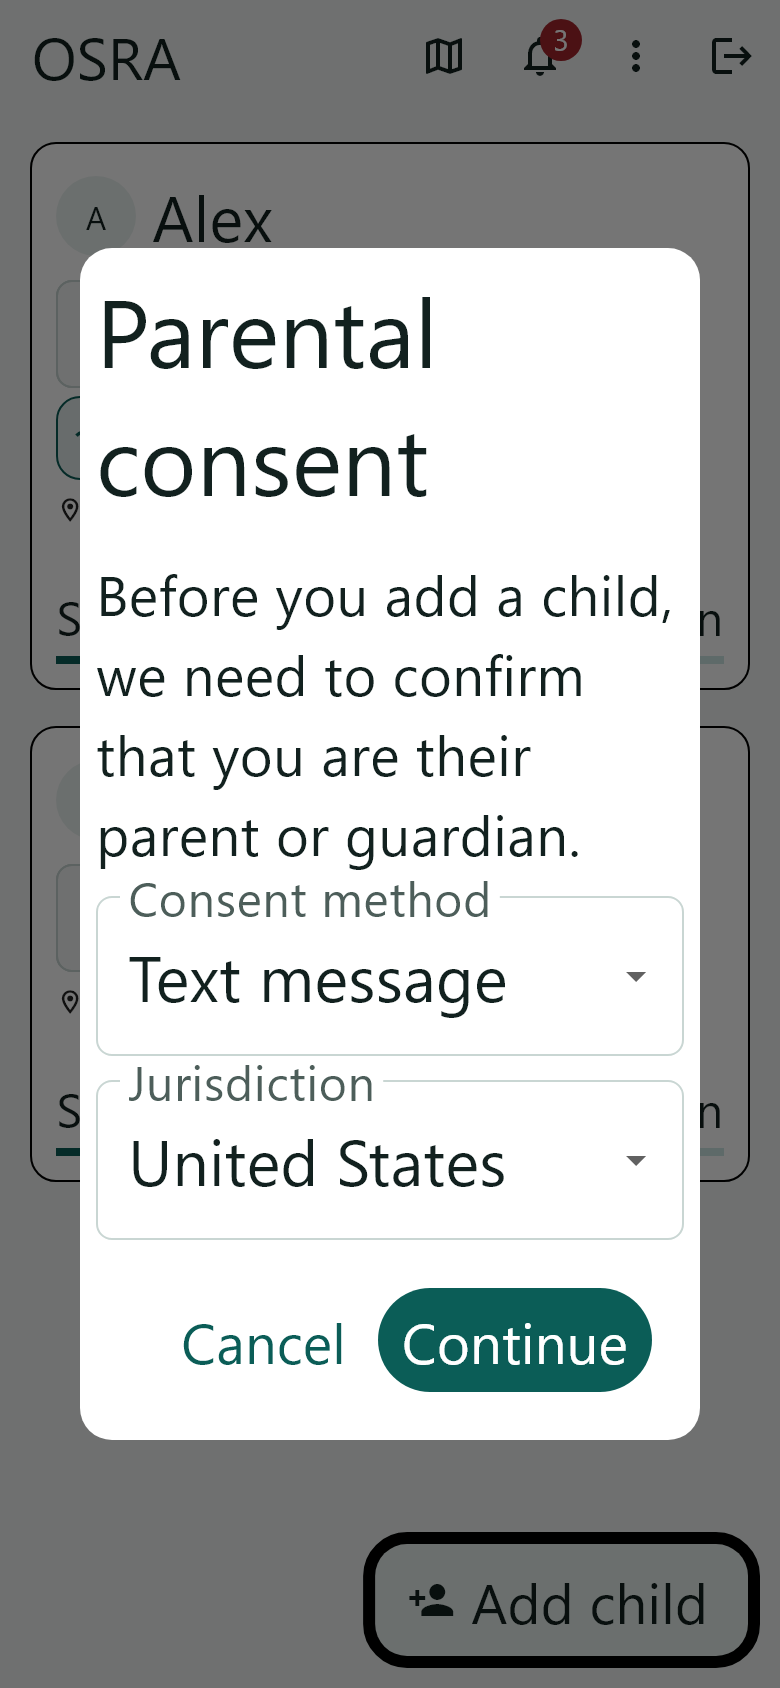 OSRA
3
A
Alex
Parental
consent
Before you add a child,
we need to confirm
that you are their
parent or guardian.
Consent method
Text message
Jurisdiction
United States
Cancel
Continue
Add child